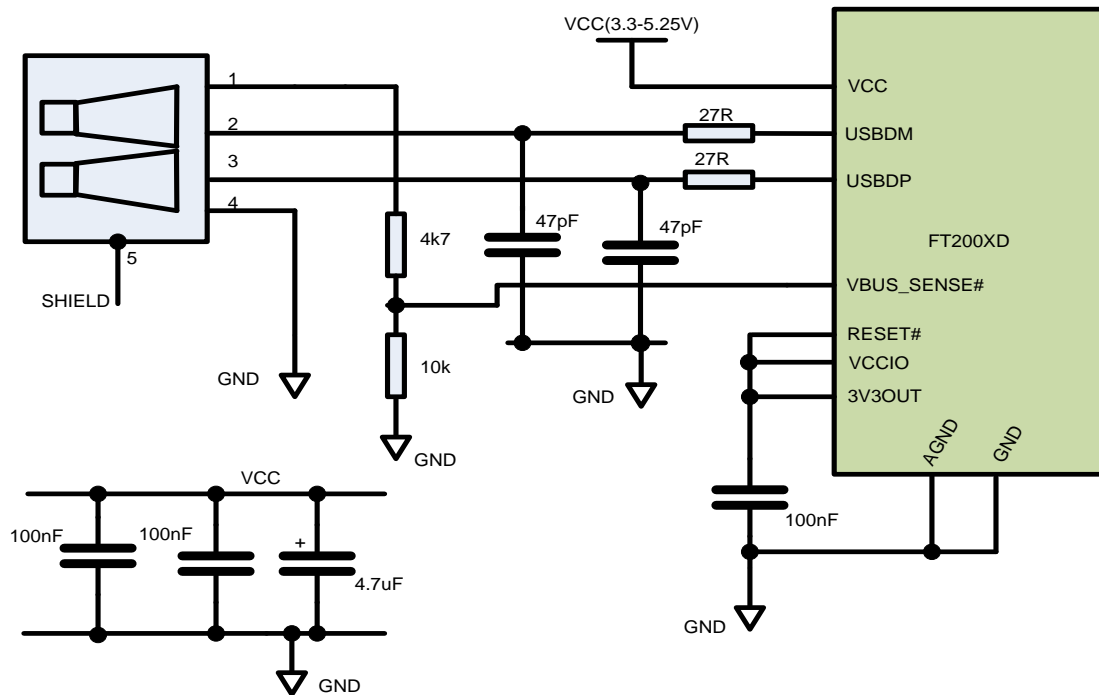 VCC(3.3-5.25V)
1
VCC
27R
2
USBDM
27R
3
USBDP
4
47pF
47pF
4k7
FT200XD
5
SHIELD
VBUS_SENSE#
RESET#
10k
VCCIO
GND
GND
3V3OUT
AGND
GND
GND
VCC
100nF
100nF
100nF
+
4.7uF
GND
GND